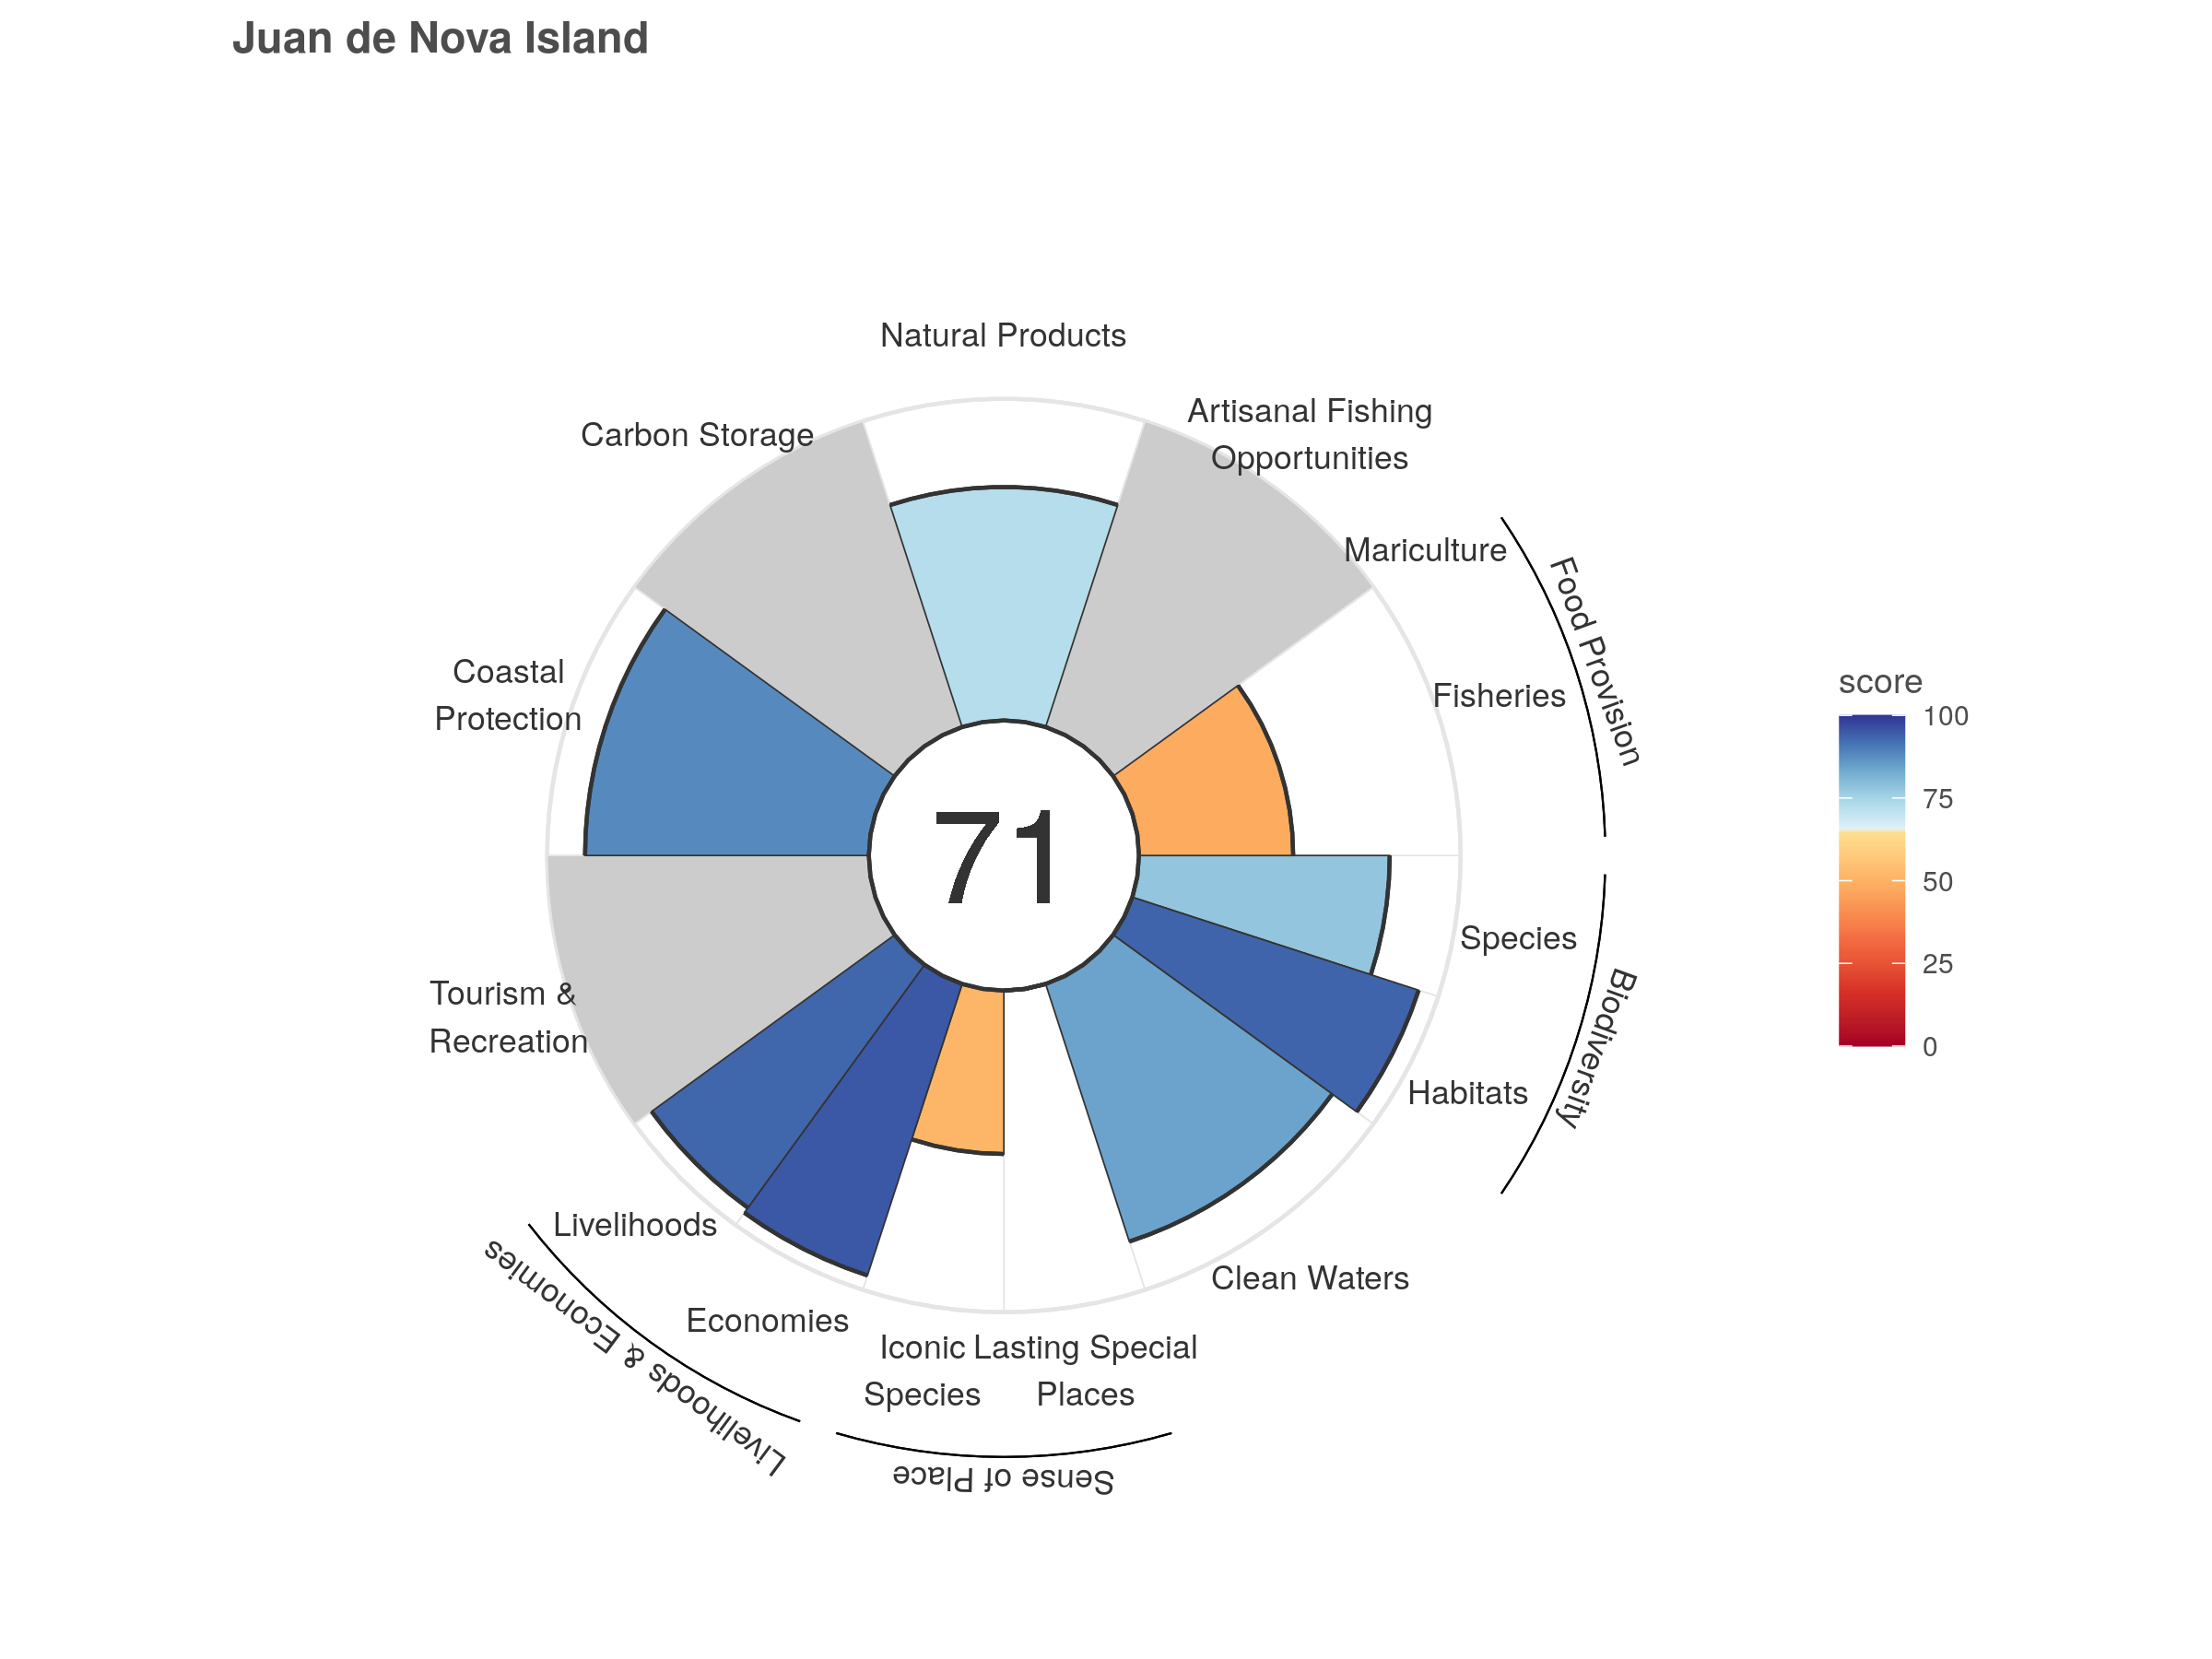 Juan de Nova Island
Natural Products
Artisanal Fishing
Opportunities
Carbon Storage
Mariculture
Food Provision
Coastal
Protection
Fisheries
score
100
75
50
25
0
71
Species
Biodiversity
Tourism &
Recreation
Habitats
Livelihoods
Clean Waters
Economies
Livelihoods & Economies
Iconic
Species
Lasting Special
Places
Sense of Place